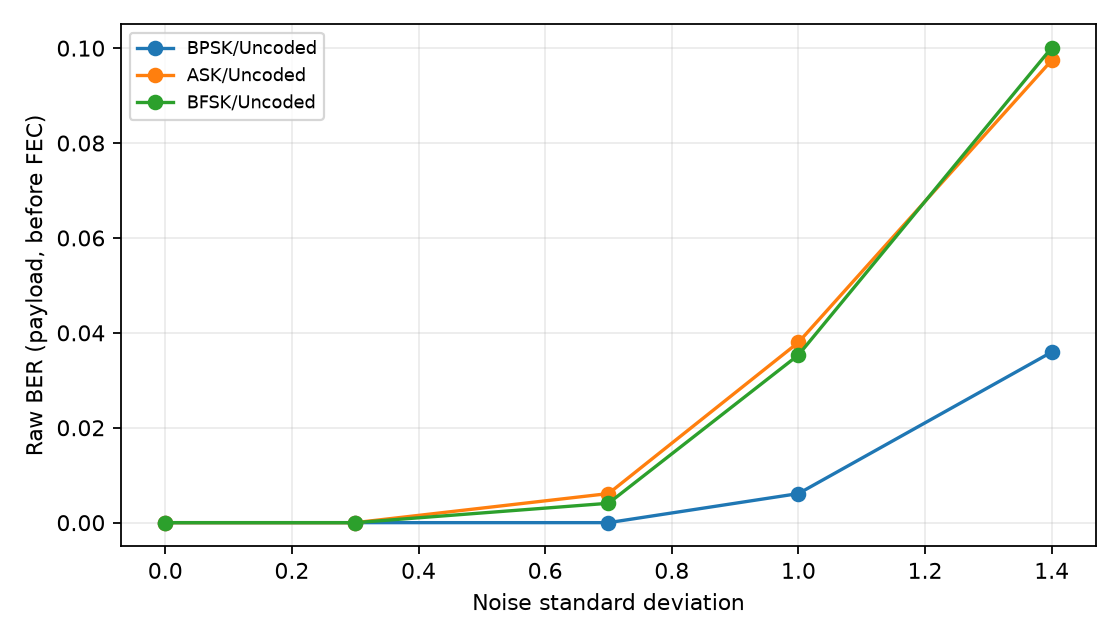 BPSK/Uncoded
ASK/Uncoded
BFSK/Uncoded
0.10
0.08
0.06
0.04
0.02
0.00
Raw BER (payload, before FEC)
0.0 0.2 0.4 0.6 0.8 1.0 1.2 1.4
Noise standard deviation